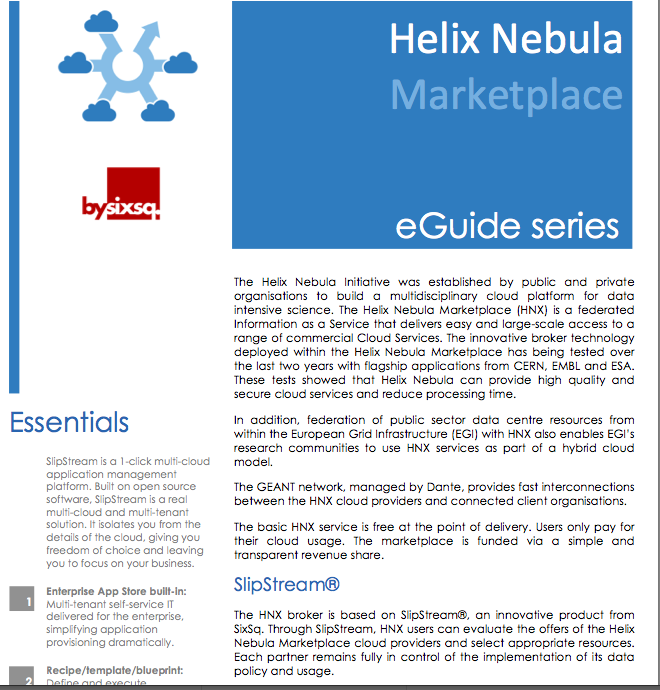 Helix Nebula
Marketplace
eGuide series
bysixsq.
Essentials
SlipStream is a 1-click multi-cloud
application management
platform. Built on open source
software, SlipStream is a real
multi-cloud and multi-tenant
solution. It isolates you from the
details of the cloud, giving you
freedom of choice and leaving
you to focus on your business.
1
Enterprise App Store built-in:
Multi-tenant self-service IT
delivered for the enterprise,
simplifying application
provisioning dramatically.
2
Recipe/template/blueprint:
Define and execute
The Helix Nebula Initiative was established by public and private
organisations to build a multidisciplinary cloud platform for data
intensive science. The Helix Nebula Marketplace (HNX) is a federated
Information as a Service that delivers easy and large-scale access to a
range of commercial Cloud Services. The innovative broker technology
deployed within the Helix Nebula Marketplace has being tested over
the last two years with flagship applications from CERN, EMBL and ESA.
These tests showed that Helix Nebula can provide high quality and
secure cloud services and reduce processing time.
In addition, federation of public sector data centre resources from
within the European Grid Infrastructure (EGI) with HNX also enables EGI's
research communities to use HNX services as part of a hybrid cloud
model.
The GEANT network, managed by Dante, provides fast interconnections
between the HNX cloud providers and connected client organisations.
The basic HNX service is free at the point of delivery. Users only pay for
their cloud usage. The marketplace is funded via a simple and
transparent revenue share.
SlipStream®
The HNX broker is based on SlipStream®, an innovative product from
SixSq. Through SlipStream, HNX users can evaluate the offers of the Helix
Nebula Marketplace cloud providers and select appropriate resources.
Each partner remains fully in control of the implementation of its data
policy and usage.